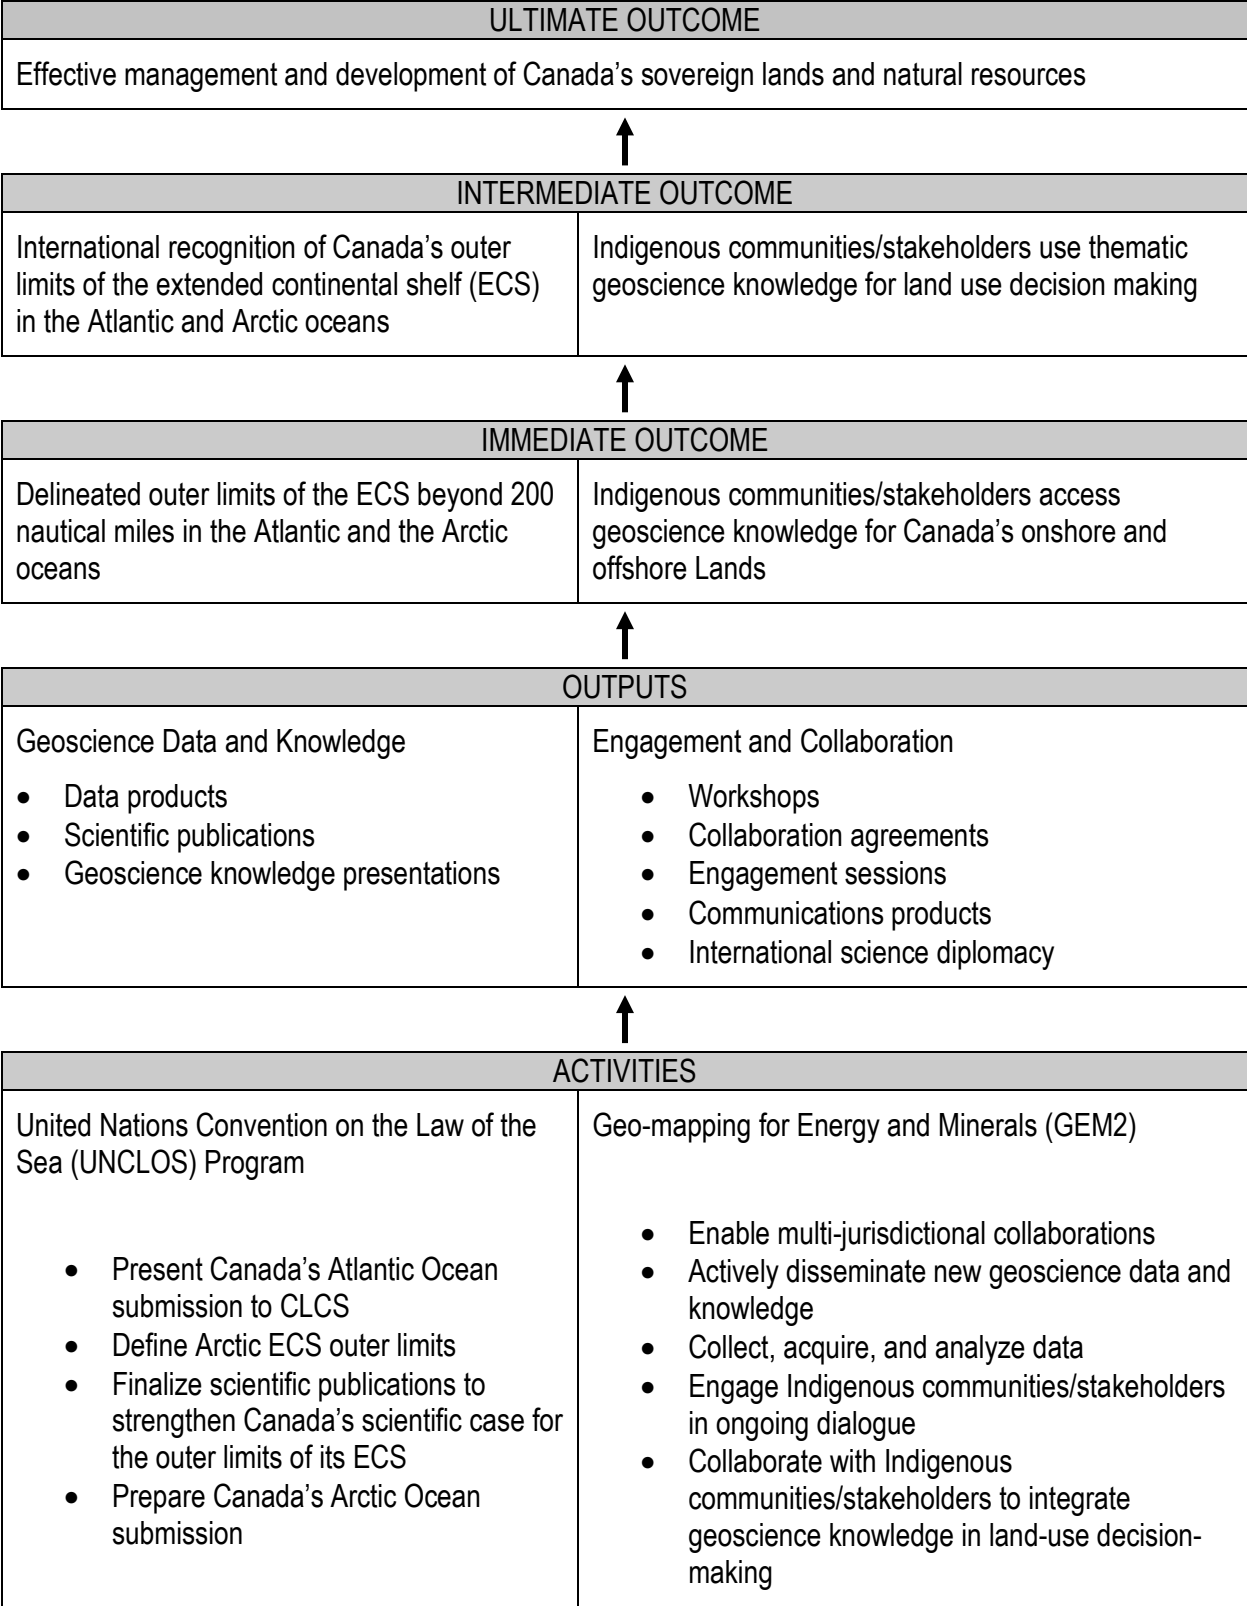 ULTIMATE OUTCOME
Effective management and development of Canada’s sovereign lands and natural resources
INTERMEDIATE OUTCOME
International recognition of Canada’s outer
limits of the extended continental shelf (ECS)
in the Atlantic and Arctic oceans
Indigenous communities/stakeholders use thematic
geoscience knowledge for land use decision making
IMMEDIATE OUTCOME
Delineated outer limits of the ECS beyond 200
nautical miles in the Atlantic and the Arctic
oceans
Indigenous communities/stakeholders access
geoscience knowledge for Canada’s onshore and
offshore Lands
OUTPUTS
Geoscience Data and Knowledge
• Data products
• Scientific publications
• Geoscience knowledge presentations
Engagement and Collaboration
• Workshops
• Collaboration agreements
• Engagement sessions
• Communications products
• International science diplomacy
ACTIVITIES
United Nations Convention on the Law of the
Sea (UNCLOS) Program
• Present Canada’s Atlantic Ocean
submission to CLCS
• Define Arctic ECS outer limits
• Finalize scientific publications to
strengthen Canada’s scientific case for
the outer limits of its ECS
• Prepare Canada’s Arctic Ocean
submission
Geo-mapping for Energy and Minerals (GEM2)
• Enable multi-jurisdictional collaborations
• Actively disseminate new geoscience data and
knowledge
• Collect, acquire, and analyze data
• Engage Indigenous communities/stakeholders
in ongoing dialogue
• Collaborate with Indigenous
communities/stakeholders to integrate
geoscience knowledge in land-use decision-
making